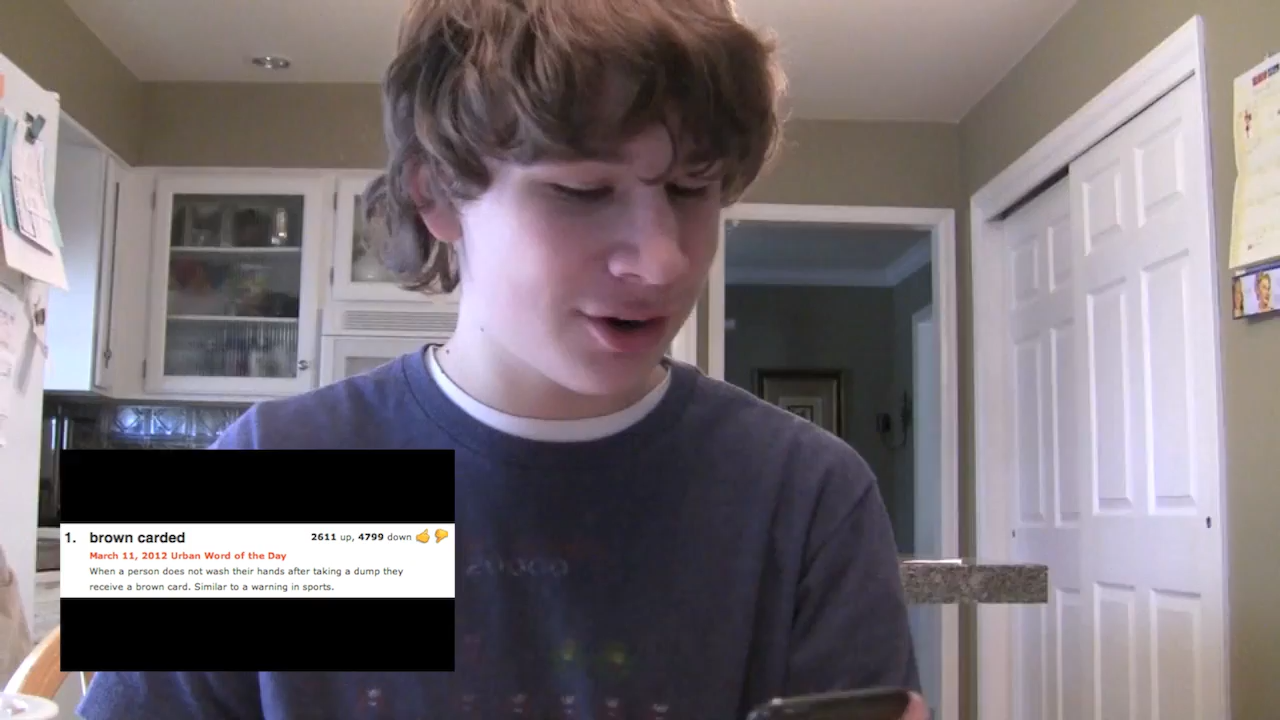 1. brown carded 2611 up, 4799 down
March 11, 2012 Urban Word of the Day
When a person does not wash their hands after taking a dump they
receive a brown card. Similar to a warning in sports.